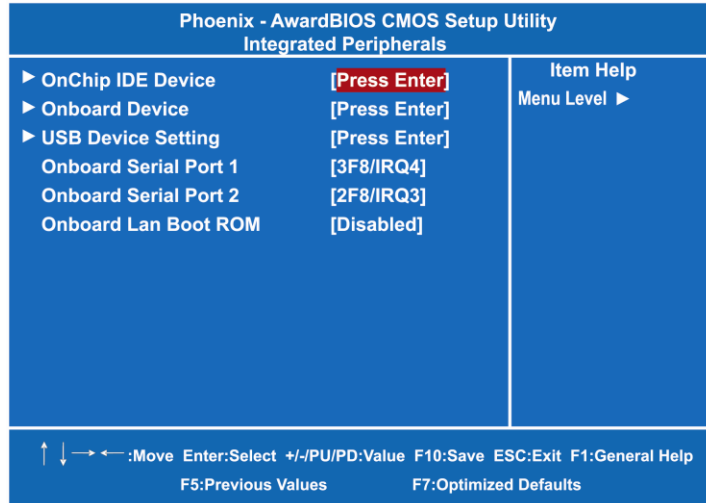 Phoenix - AwardBIOS CMOS Setup Utility
Integrated Peripherals
► OnChip IDE Device [Press Enter]
► Onboard Device [Press Enter]
► USB Device Setting [Press Enter]
Onboard Serial Port 1 [3F8/IRQ4]
Onboard Serial Port 2 [2F8/IRQ3]
Onboard Lan Boot ROM [Disabled]
Item Help
Menu Level ►
↑ ↓ → ← :Move Enter:Select +/-/PU/PD:Value F10:Save ESC:Exit F1:General Help
F5:Previous Values F7:Optimized Defaults